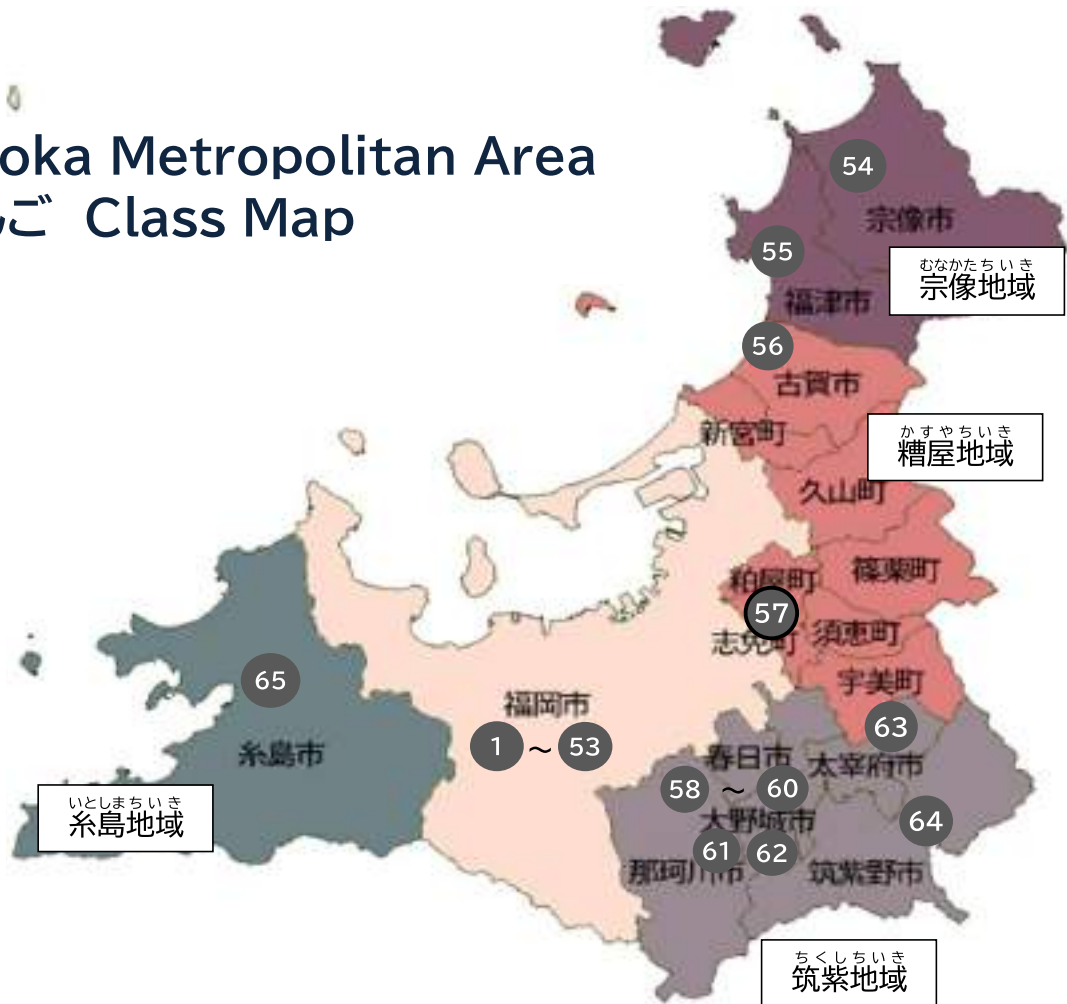 oka Metropolitan Area
んご Class Map
54
宗像市
55
むなかたちいき
宗像地域
福津市
56
古賀市
新宮町
かすやちいき
糟屋地域
久山町
粕屋町
篠栗町
57
志免町
須恵町
宇美町
65
福岡市
63
1 ~ 53
糸島市
春日市
太宰府市
58 ~ 60
いとしまちいき
糸島地域
大野城市
64
61 62
那珂川市
筑紫野市
ちくしちいき
筑紫地域